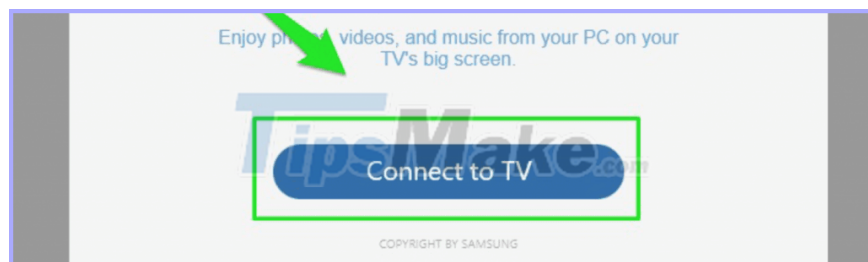 Enjoy photos, videos, and music from your PC on your
TV's big screen.
TipsMake.com
Connect to TV
COPYRIGHT BY SAMSUNG